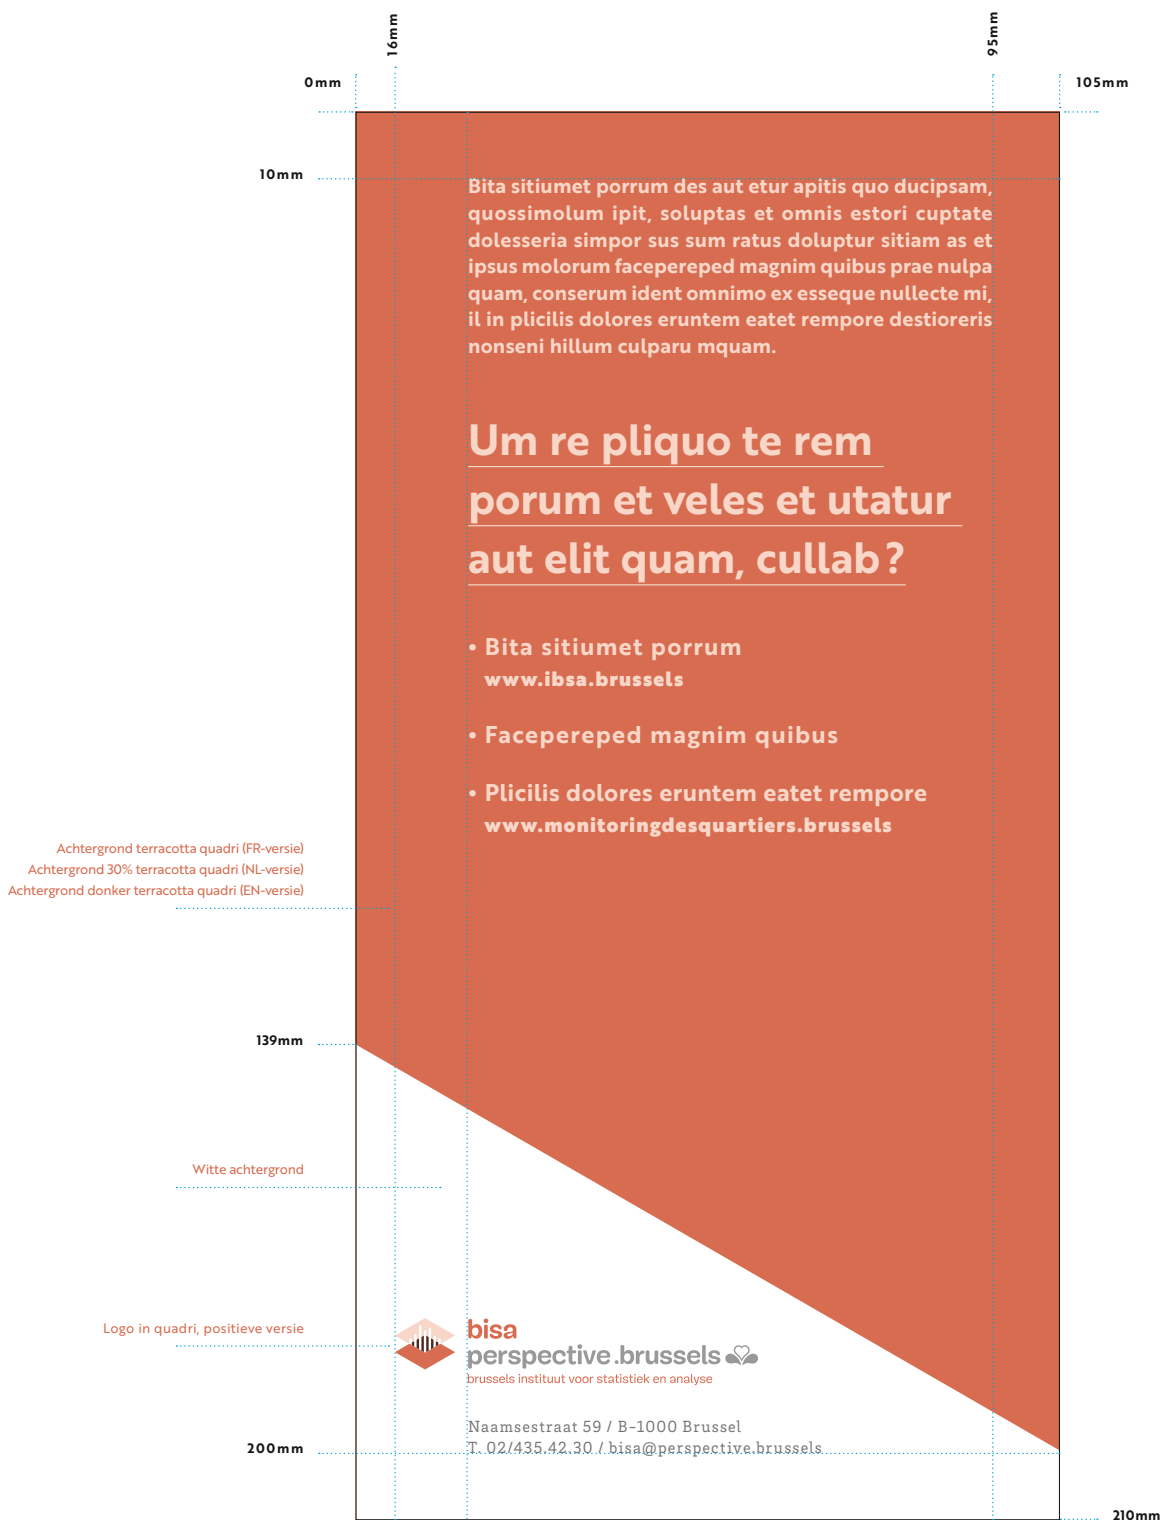 16mm
95mm
0mm
105mm
10mm
Bita sitiumet porrum des aut etur apitis quo ducipsam,
quossimolum ipit, soluptas et omnis estori cuptate
dolesseria simpor sus sum ratus doluptur sitiam as et
ipsus molorum facepereped magnim quibus prae nulpa
quam, conserum ident omnimo ex esseque nullecte mi,
il in plicilis dolores eruntem eatet rempore destioreris
nonseni hillum culparu mquam.
Um re pliquo te rem
porum et veles et utatur
aut elit quam, cullab ?
• Bita sitiumet porrum
www.ibsa.brussels
• Facepereped magnim quibus
• Plicilis dolores eruntem eatet rempore
www.monitoringdesquartiers.brussels
Achtergrond terracotta quadri (FR-versie)
Achtergrond 30% terracotta quadri (NL-versie)
Achtergrond donker terracotta quadri (EN-versie)
139mm
Witte achtergrond
Logo in quadri, positieve versie
bisa
perspective.brussels
brussels instituut voor statistiek en analyse
Naamsestraat 59 / B-1000 Brussel
T. 02/435.42.30 / bisa@perspective.brussels
200mm
210mm